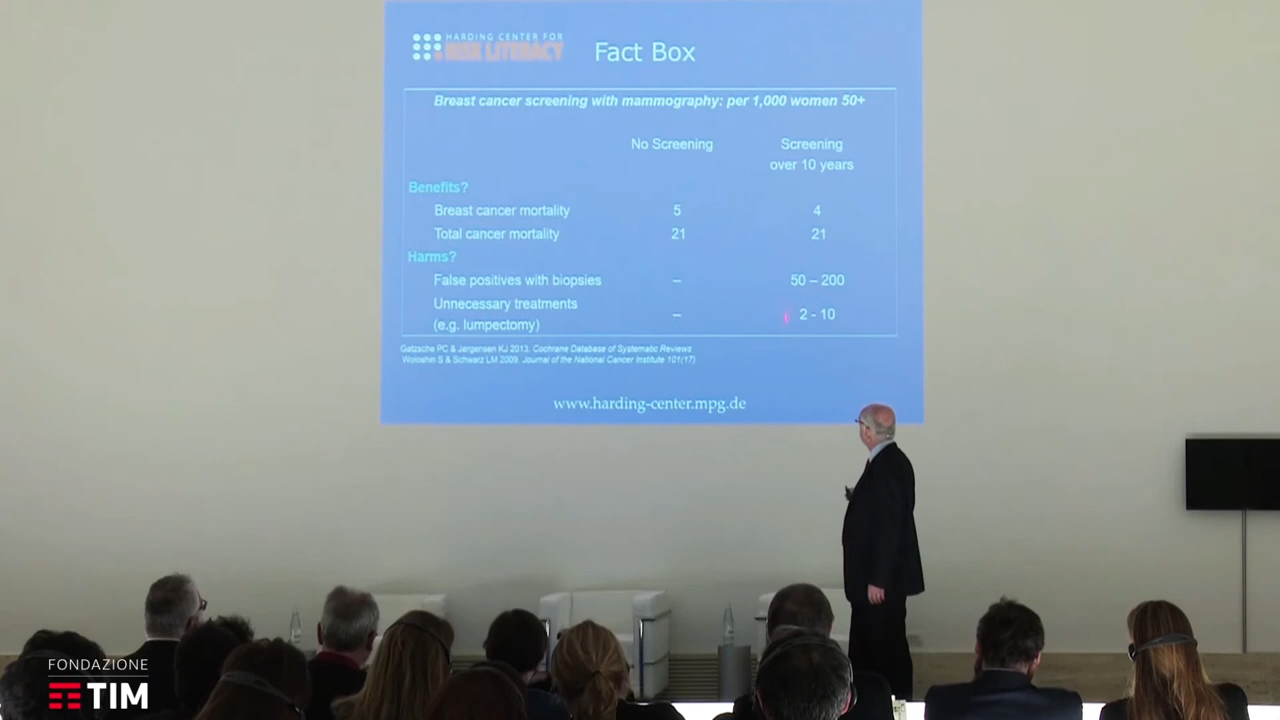 HARDING CENTER FOR
RISK LITERACY
Fact Box
Breast cancer screening with mammography: per 1,000 women 50+
No Screening
Screening
over 10 years
Benefits?
Breast cancer mortality 5 4
Total cancer mortality 21 21
Harms?
False positives with biopsies – 50 – 200
Unnecessary treatments
(e.g. lumpectomy) – 2 - 10
Gøtzsche PC & Jørgensen KJ 2013. Cochrane Database of Systematic Reviews
Woloshin S & Schwarz LM 2009. Journal of the National Cancer Institute 101(17)
www.harding-center.mpg.de
FONDAZIONE
TIM